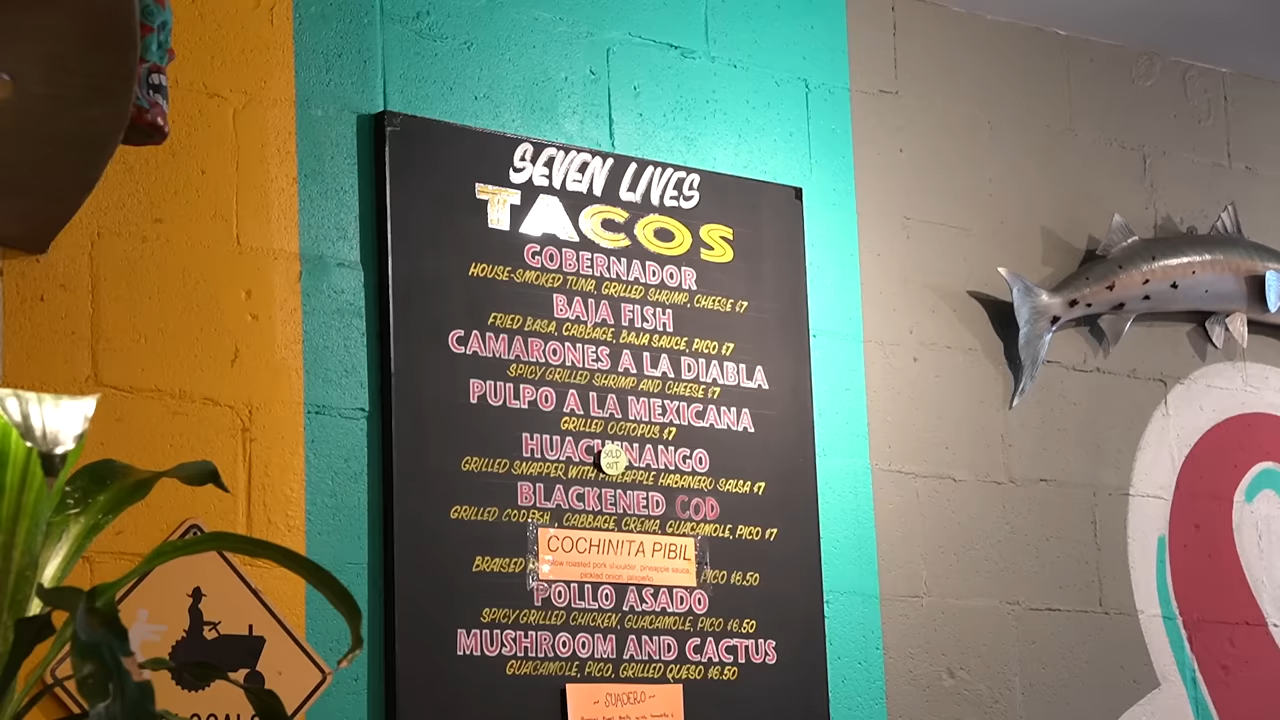 SEVEN LIVES
TACOS
GOBERNADOR
HOUSE-SMOKED TUNA, GRILLED SHRIMP, CHEESE $7
BAJA FISH
FRIED BASA, CABBAGE, BAJA SAUCE, PICO $7
CAMARONES A LA DIABLA
SPICY GRILLED SHRIMP AND CHEESE $7
PULPO A LA MEXICANA
GRILLED OCTOPUS $7
HUACHINANGO
SOLD
OUT
GRILLED SNAPPER WITH PINEAPPLE HABANERO SALSA $7
BLACKENED COD
GRILLED CODFISH, CABBAGE, CREMA, GUACAMOLE, PICO $7
COCHINITA PIBIL
slow roasted pork shoulder, pineapple sauce,
pickled onion, jalapeño
BRAISED PICO $6.50
POLLO ASADO
SPICY GRILLED CHICKEN, GUACAMOLE, PICO $6.50
MUSHROOM AND CACTUS
GUACAMOLE, PICO, GRILLED QUESO $6.50
~ SUADERO ~